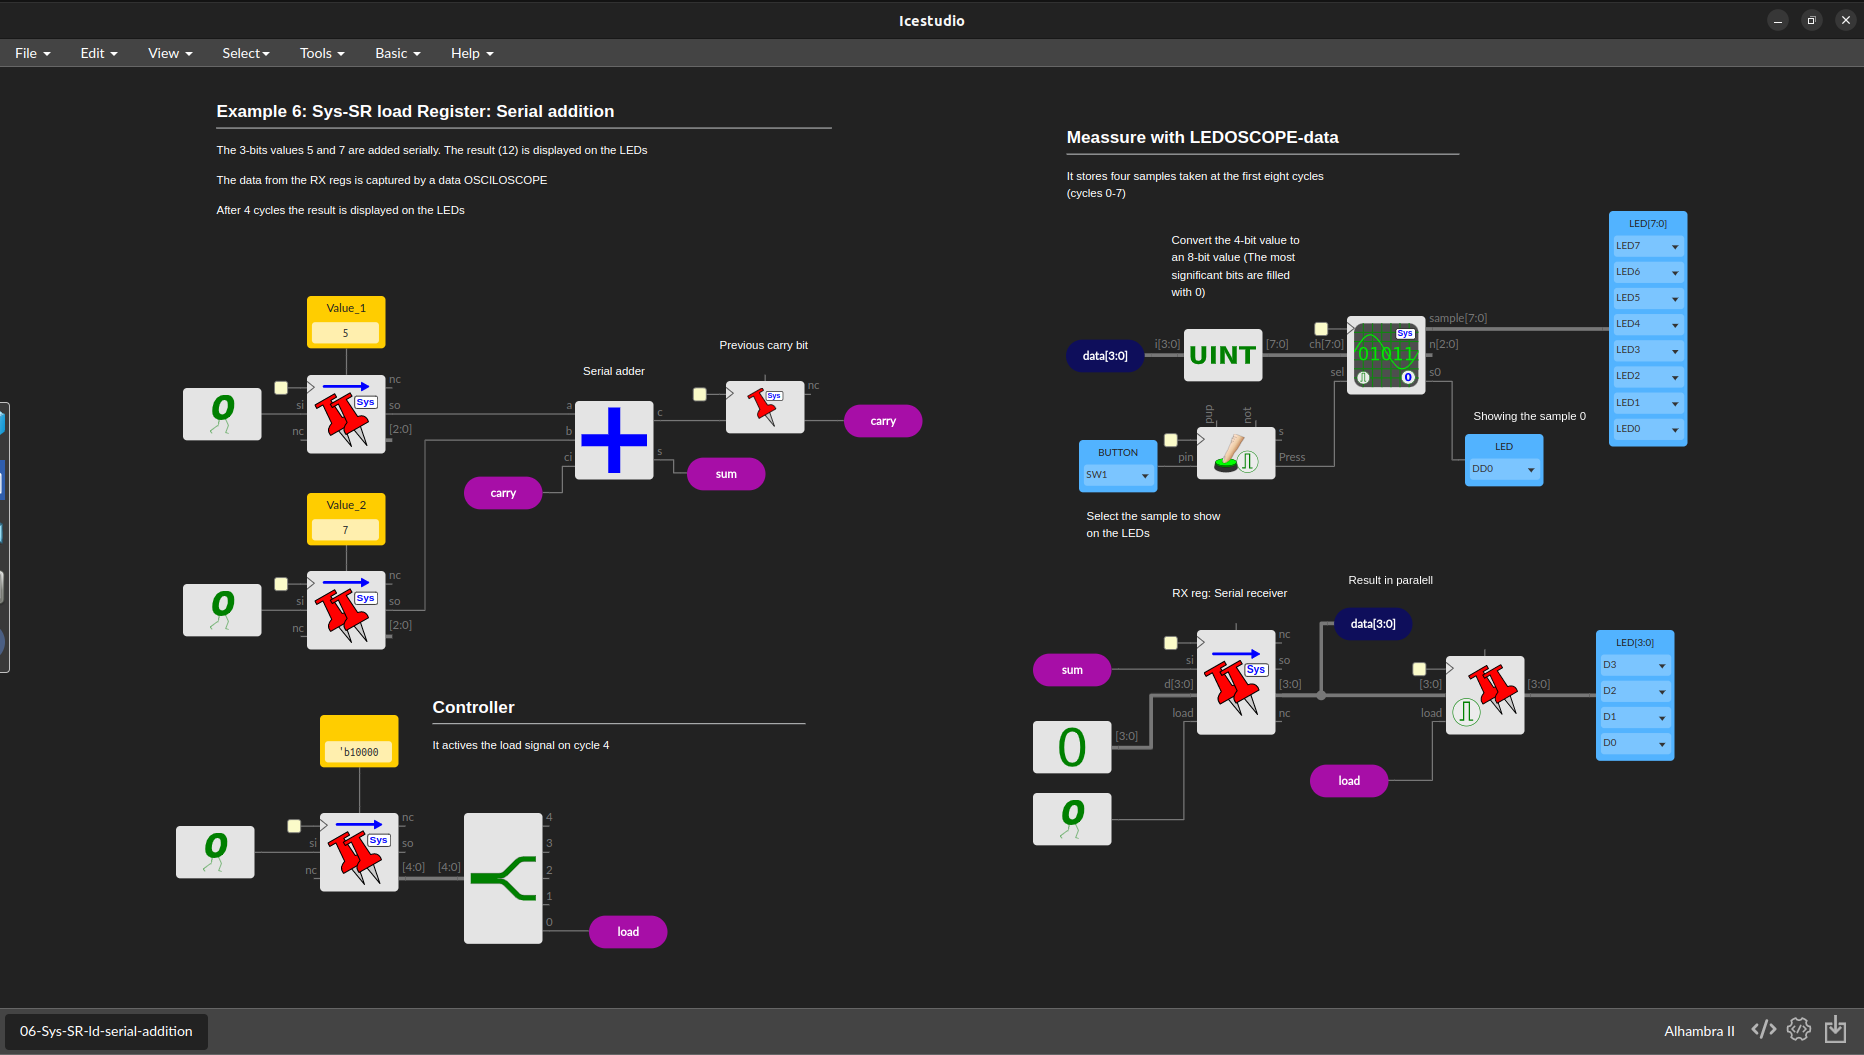 Icestudio
File
Edit
View
Select
Tools
Basic
Help
Example 6: Sys-SR load Register: Serial addition
The 3-bits values 5 and 7 are added serially. The result (12) is displayed on the LEDs
The data from the RX regs is captured by a data OSCILOSCOPE
After 4 cycles the result is displayed on the LEDs
Value_1
5
0
nc
si
Sys
so
nc
[2:0]
Value_2
7
0
nc
si
Sys
so
nc
[2:0]
Serial adder
a
b
ci
c
s
carry
sum
Previous carry bit
Sys
nc
carry
Controller
It actives the load signal on cycle 4
'b10000
0
nc
si
Sys
so
nc
[4:0]
[4:0]
4
3
2
1
0
load
Meassure with LEDOSCOPE-data
It stores four samples taken at the first eight cycles
(cycles 0-7)
Convert the 4-bit value to
an 8-bit value (The most
significant bits are filled
with 0)
data[3:0]
i[3:0]
UINT
[7:0]
ch[7:0]
sel
Sys
01011
0
sample[7:0]
n[2:0]
s0
LED[7:0]
LED7
LED6
LED5
LED4
LED3
LED2
LED1
LED0
Showing the sample 0
LED
DD0
BUTTON
SW1
pin
pup
not
s
Press
Select the sample to show
on the LEDs
RX reg: Serial receiver
Result in paralell
data[3:0]
sum
si
d[3:0]
load
Sys
nc
so
[3:0]
nc
0
[3:0]
0
[3:0]
load
[3:0]
load
LED[3:0]
D3
D2
D1
D0
06-Sys-SR-ld-serial-addition
Alhambra II